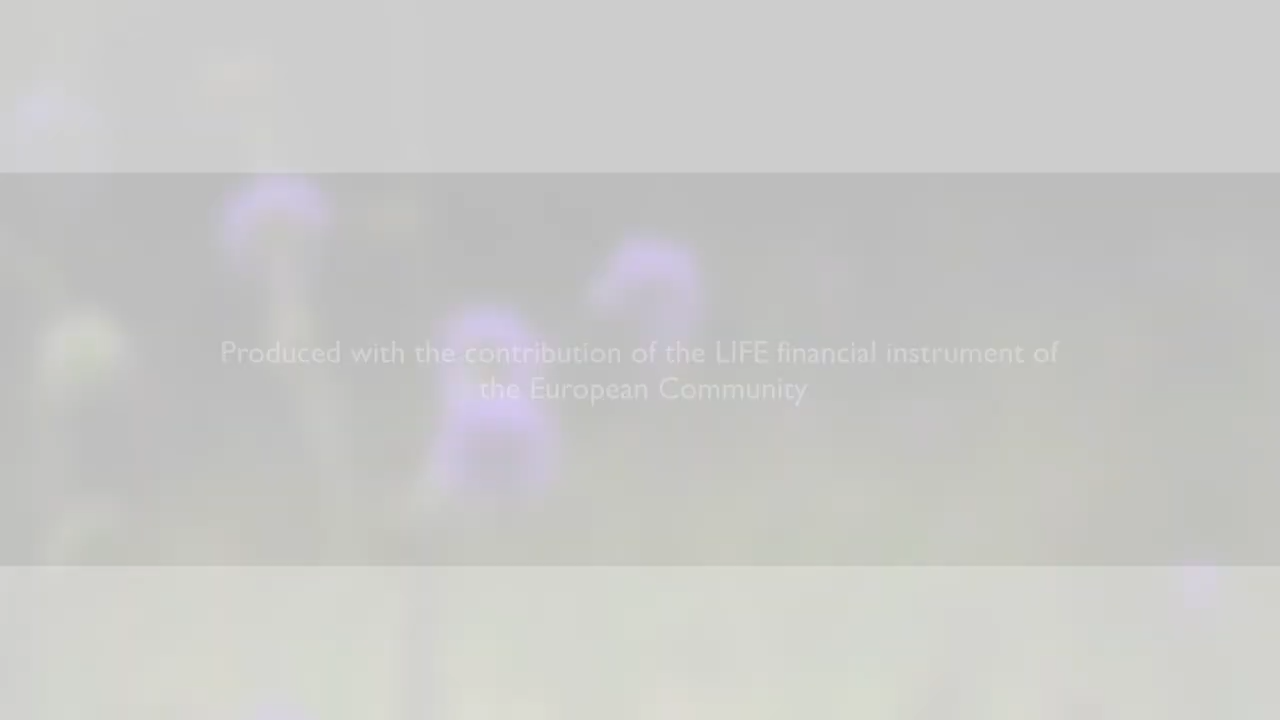 Produced with the contribution of the LIFE financial instrument of
the European Community